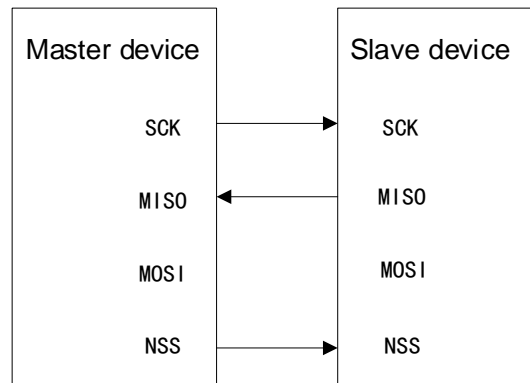 Master device
Slave device
SCK
SCK
MISO
MISO
MOSI
MOSI
NSS
NSS